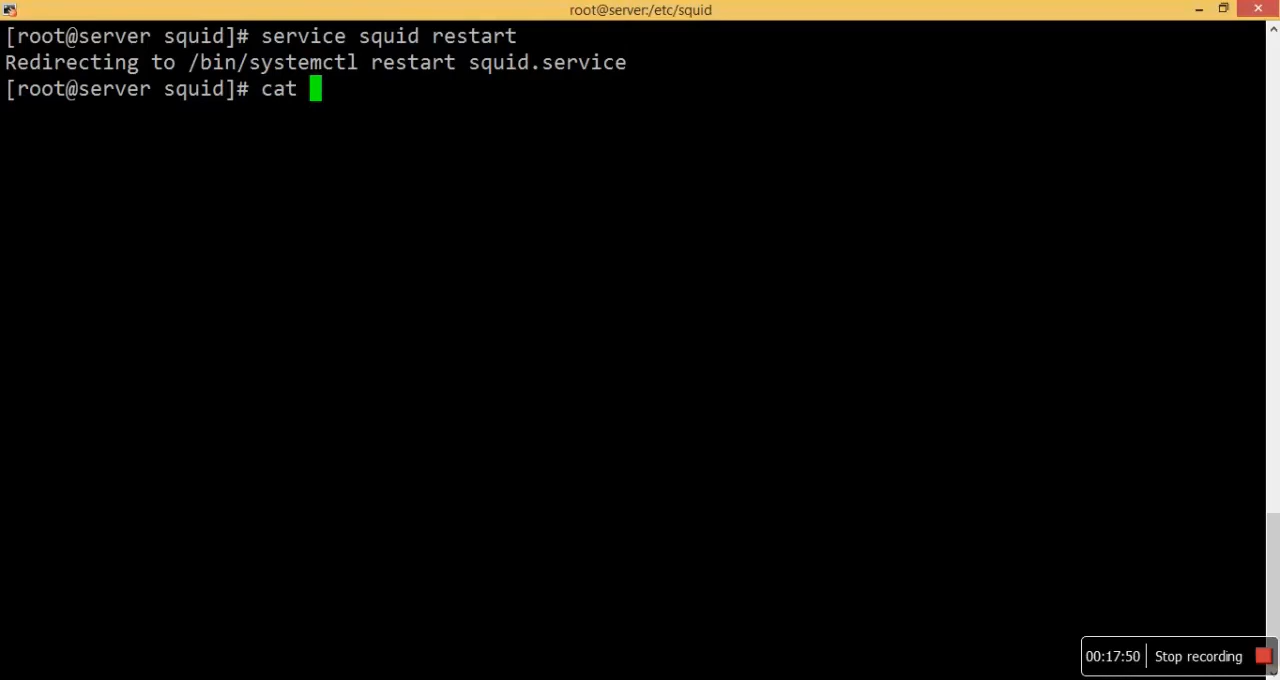 root@server:/etc/squid
[root@server squid]# service squid restart
Redirecting to /bin/systemctl restart squid.service
[root@server squid]# cat
00:17:50 Stop recording